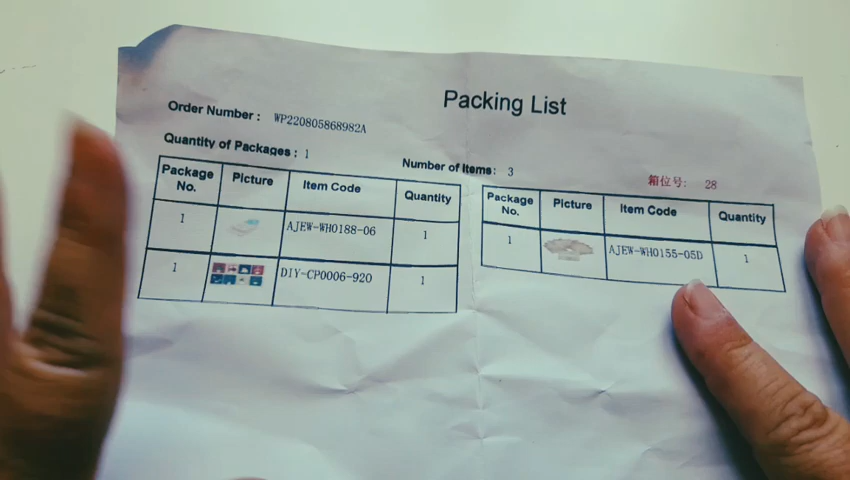 Packing List
Order Number : WP220805868982A
Quantity of Packages : 1
Number of Items: 3
箱位号: 28
Package No. Picture Item Code Quantity
1 AJEW-WH0188-06 1
1 DIY-CP0006-920 1
Package No. Picture Item Code Quantity
1 AJEW-WH0155-05D 1